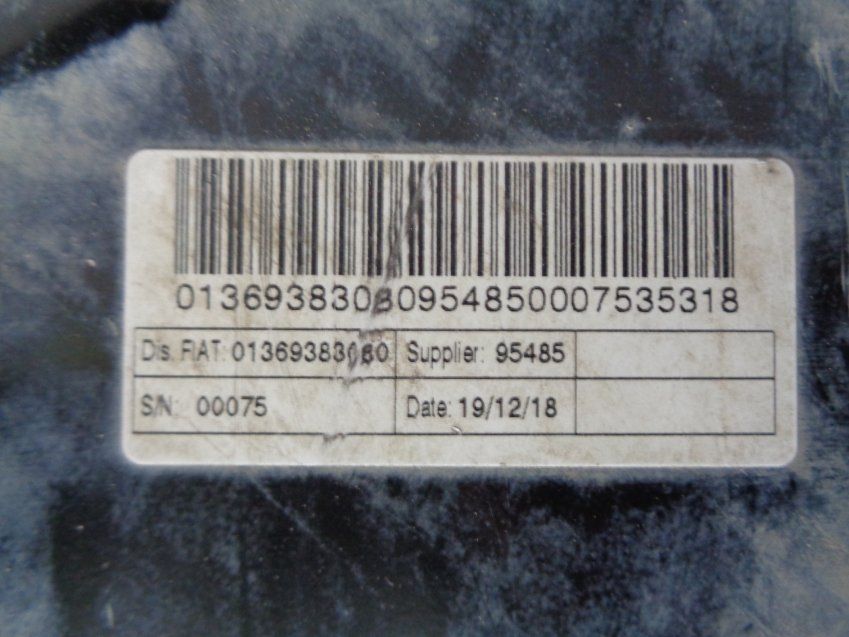 01369383080954850007535318
Dis. FIAT: 01369383080 Supplier: 95485
S/N: 00075 Date: 19/12/18